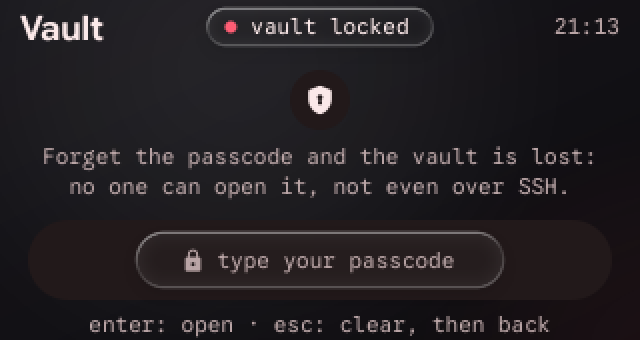 Vault
vault locked
21:13
Forget the passcode and the vault is lost:
no one can open it, not even over SSH.
type your passcode
enter: open · esc: clear, then back